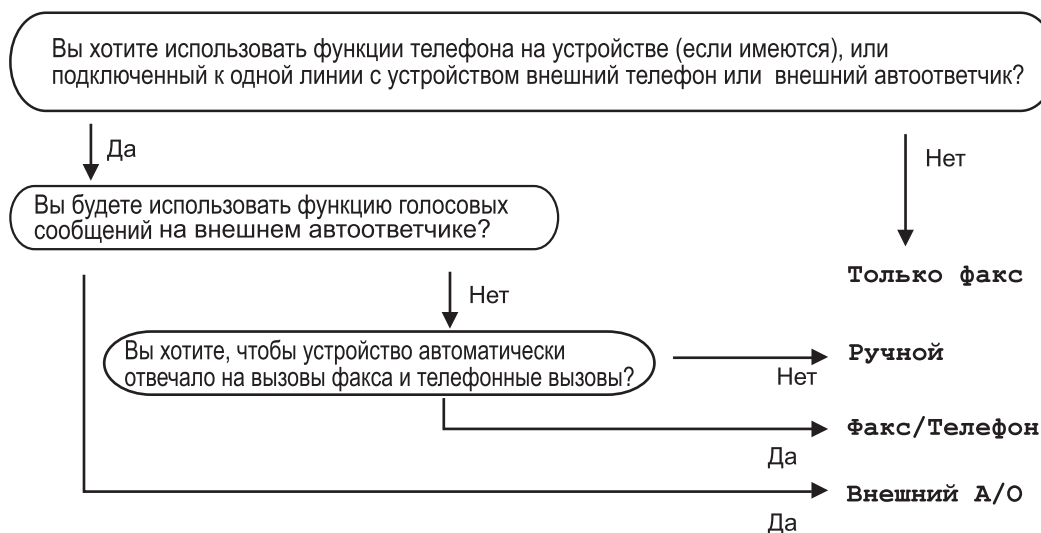 Вы хотите использовать функции телефона на устройстве (если имеются), или
подключенный к одной линии с устройством внешний телефон или внешний автоответчик?
Да
Нет
Вы будете использовать функцию голосовых
сообщений на внешнем автоответчике?
Только факс
Нет
Вы хотите, чтобы устройство автоматически
отвечало на вызовы факса и телефонные вызовы?
Нет
Ручной
Да
Факс/Телефон
Да
Внешний А/О